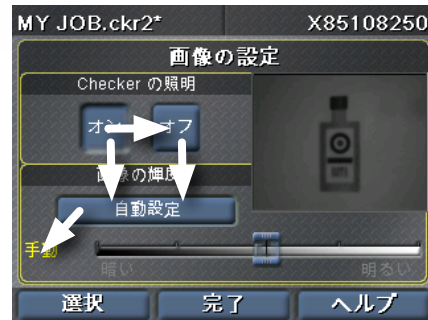 MY JOB.ckr2* X85108250
画像の設定
Checker の照明
オン オフ
画像の輝度
自動設定
手動
暗い 明るい
選択 完了 ヘルプ